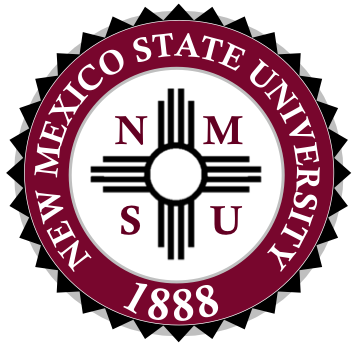 NEW MEXICO STATE UNIVERSITY
N M
S U
1888